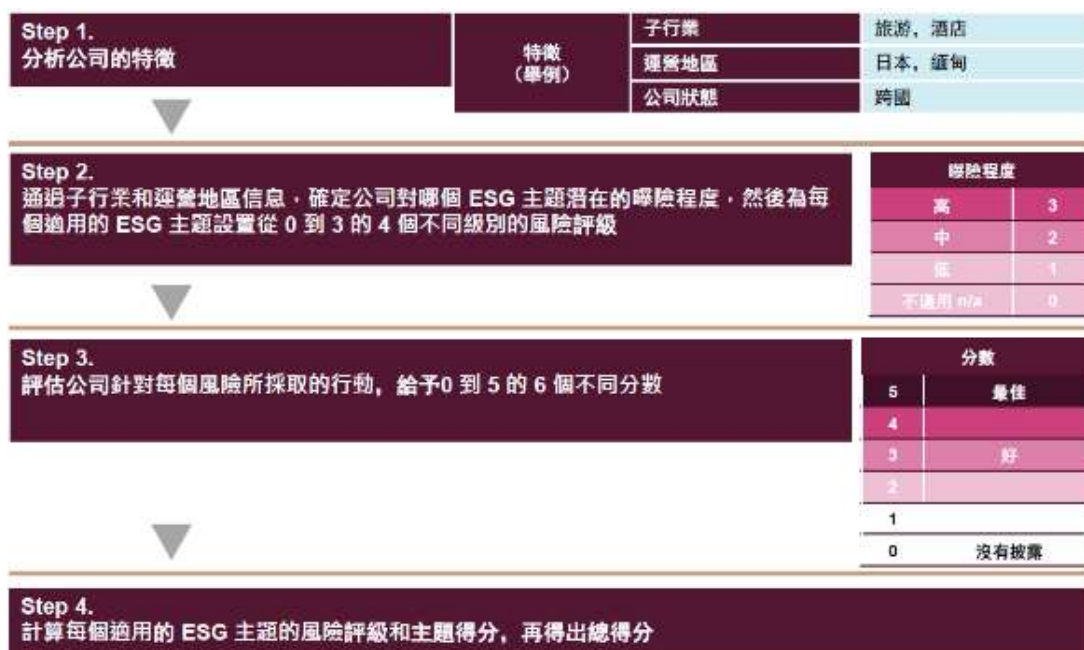 Step 1.
分析公司的特徵
特徵
（舉例）
子行業
旅游，酒店
運營地區
日本，緬甸
公司狀態
跨國
Step 2.
通過子行業和運營地區信息，確定公司對哪個 ESG 主題潛在的曝險程度，然後為每
個適用的 ESG 主題設置從 0 到 3 的 4 個不同級別的風險評級
曝險程度
高 3
中 2
低 1
不適用 n/a 0
Step 3.
評估公司針對每個風險所採取的行動，給予0 到 5 的 6 個不同分數
分數
5 最佳
4
3 好
2
1
0 沒有披露
Step 4.
計算每個適用的 ESG 主題的風險評級和主題得分，再得出總得分